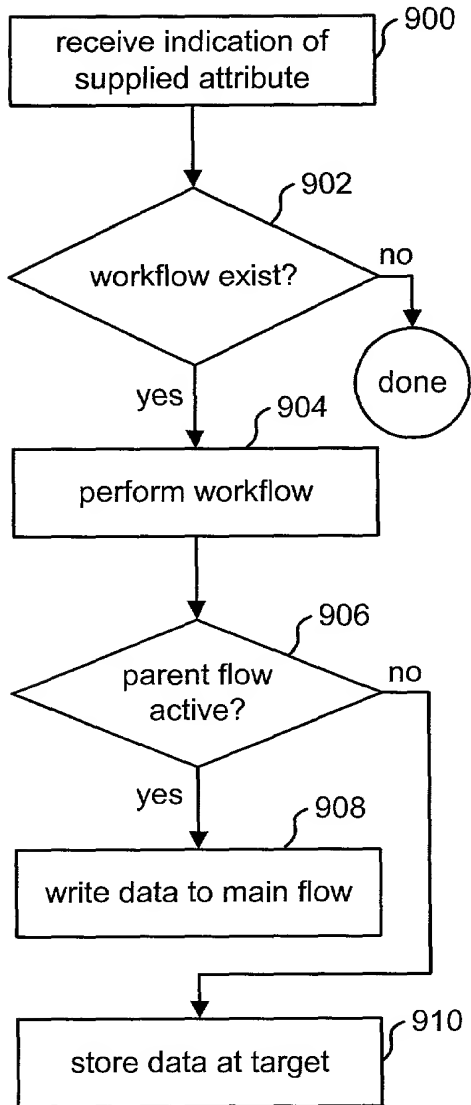 900
receive indication of
supplied attribute
902
workflow exist?
no
done
yes
904
perform workflow
906
parent flow
active?
no
yes
908
write data to main flow
910
store data at target